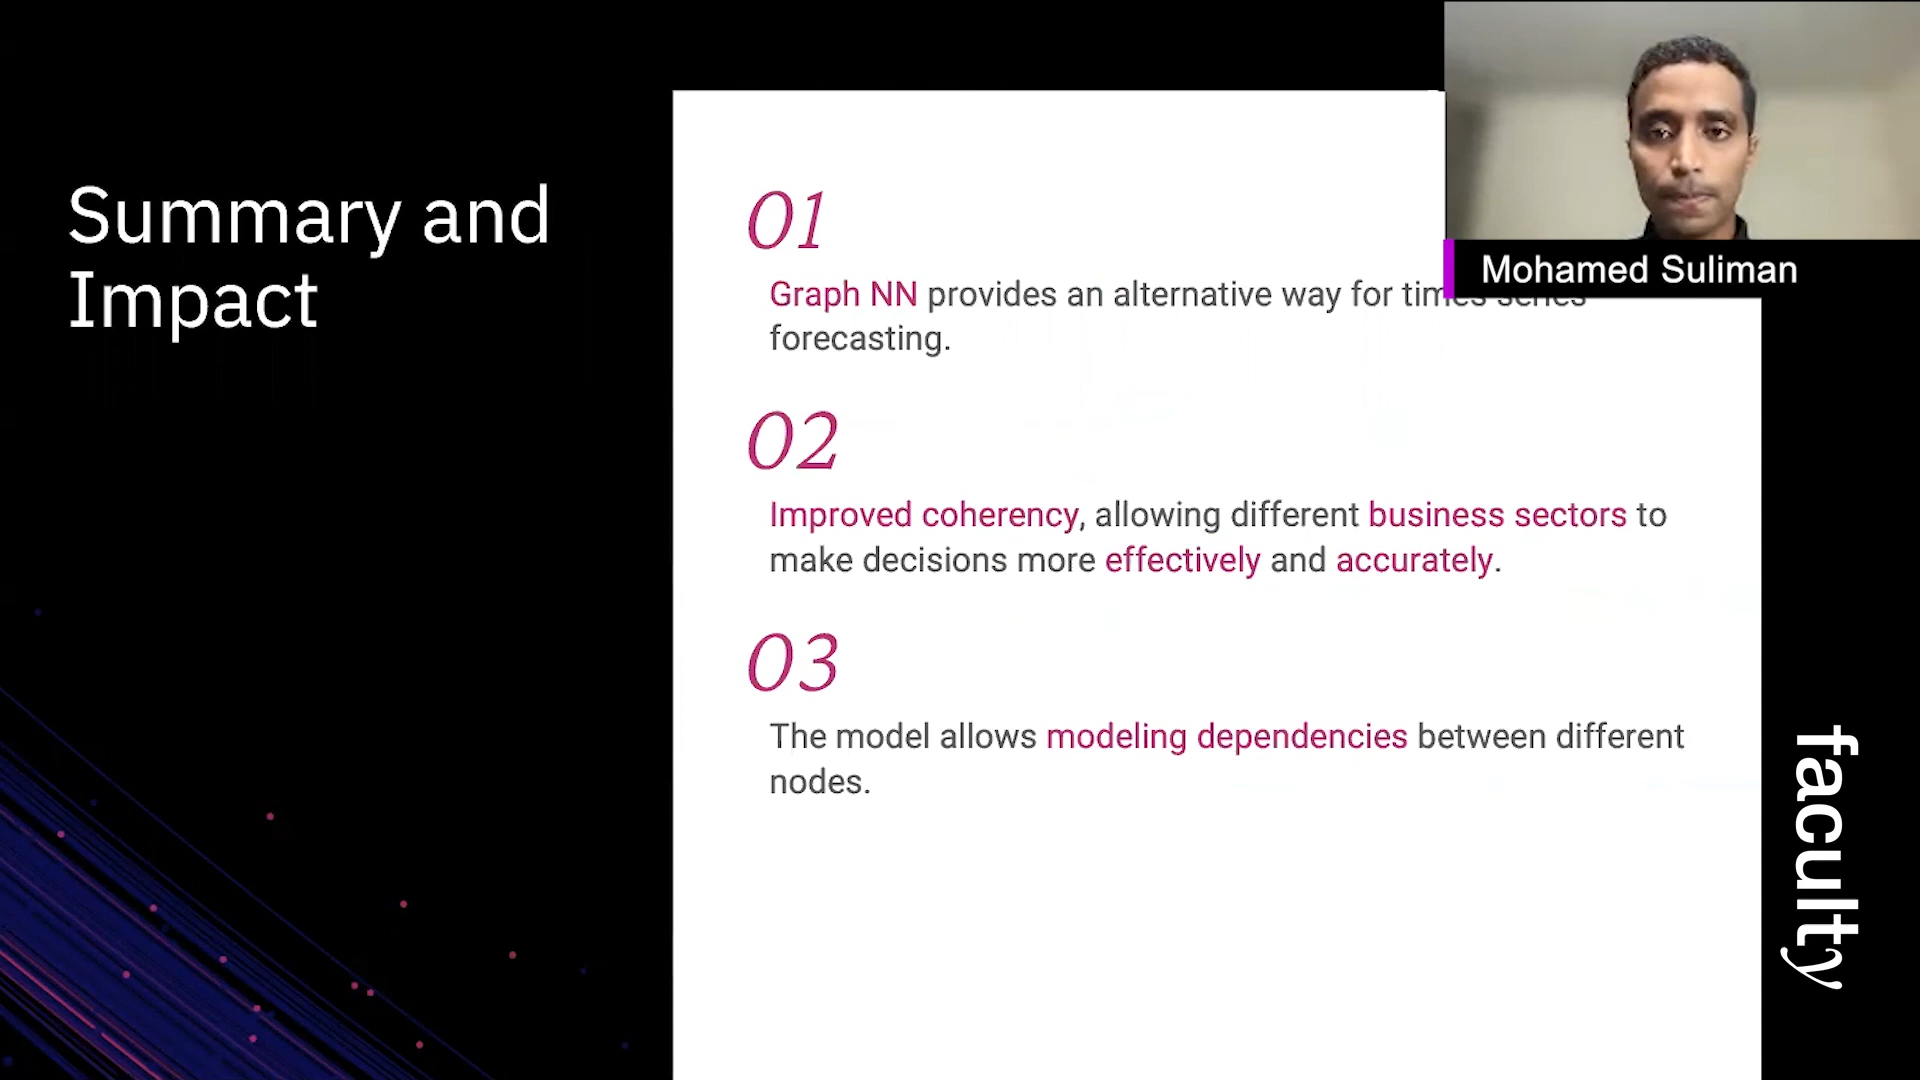 Summary and
Impact
01
Graph NN provides an alternative way for times series
forecasting.
02
Improved coherency, allowing different business sectors to
make decisions more effectively and accurately.
03
The model allows modeling dependencies between different
nodes.
Mohamed Suliman
faculty